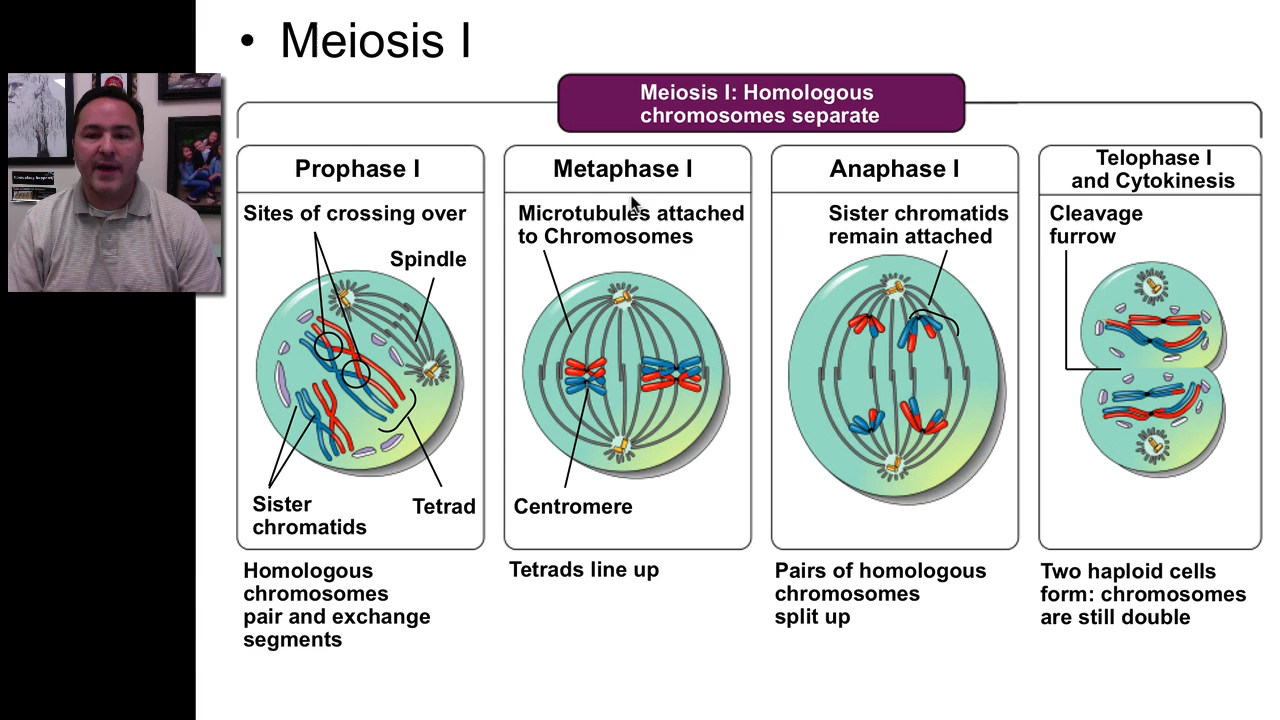 • Meiosis I
Meiosis I: Homologous
chromosomes separate
Prophase I
Sites of crossing over
Spindle
Sister
chromatids
Tetrad
Homologous
chromosomes
pair and exchange
segments
Metaphase I
Microtubules attached
to Chromosomes
Centromere
Tetrads line up
Anaphase I
Sister chromatids
remain attached
Pairs of homologous
chromosomes
split up
Telophase I
and Cytokinesis
Cleavage
furrow
Two haploid cells
form: chromosomes
are still double